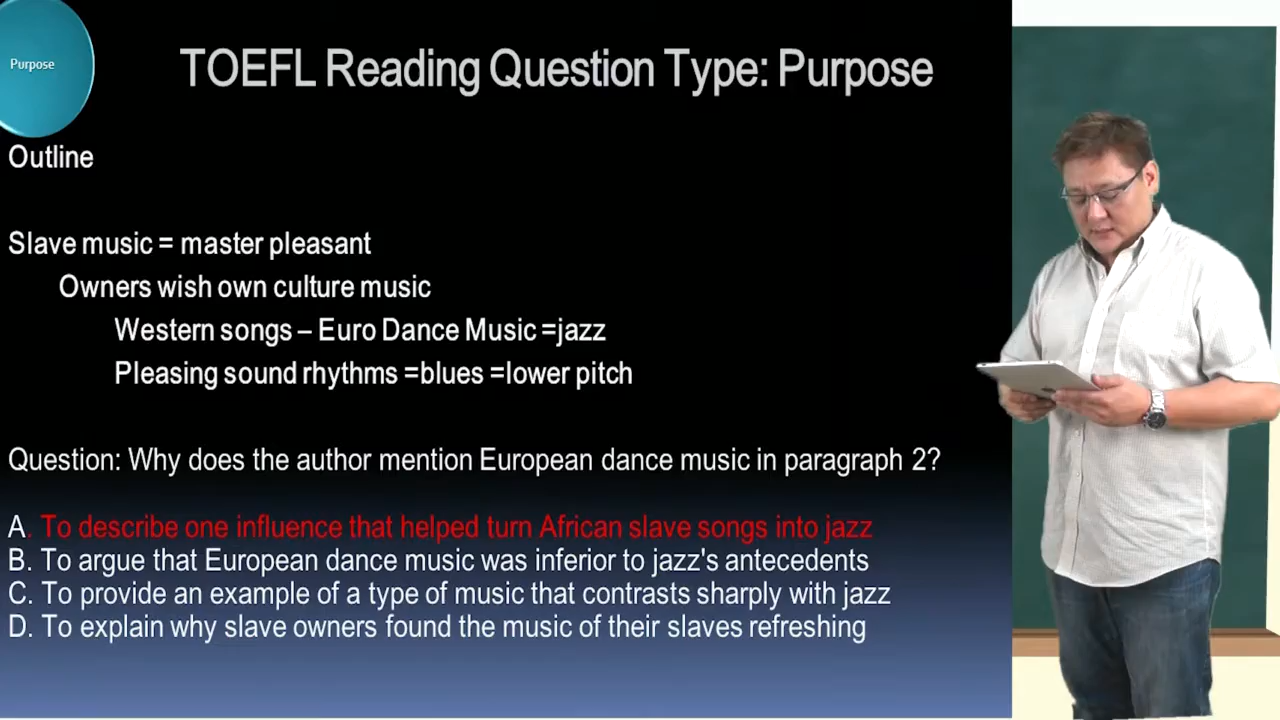 Purpose
TOEFL Reading Question Type: Purpose
Outline
Slave music = master pleasant
Owners wish own culture music
Western songs – Euro Dance Music =jazz
Pleasing sound rhythms =blues =lower pitch
Question: Why does the author mention European dance music in paragraph 2?
A. To describe one influence that helped turn African slave songs into jazz
B. To argue that European dance music was inferior to jazz's antecedents
C. To provide an example of a type of music that contrasts sharply with jazz
D. To explain why slave owners found the music of their slaves refreshing